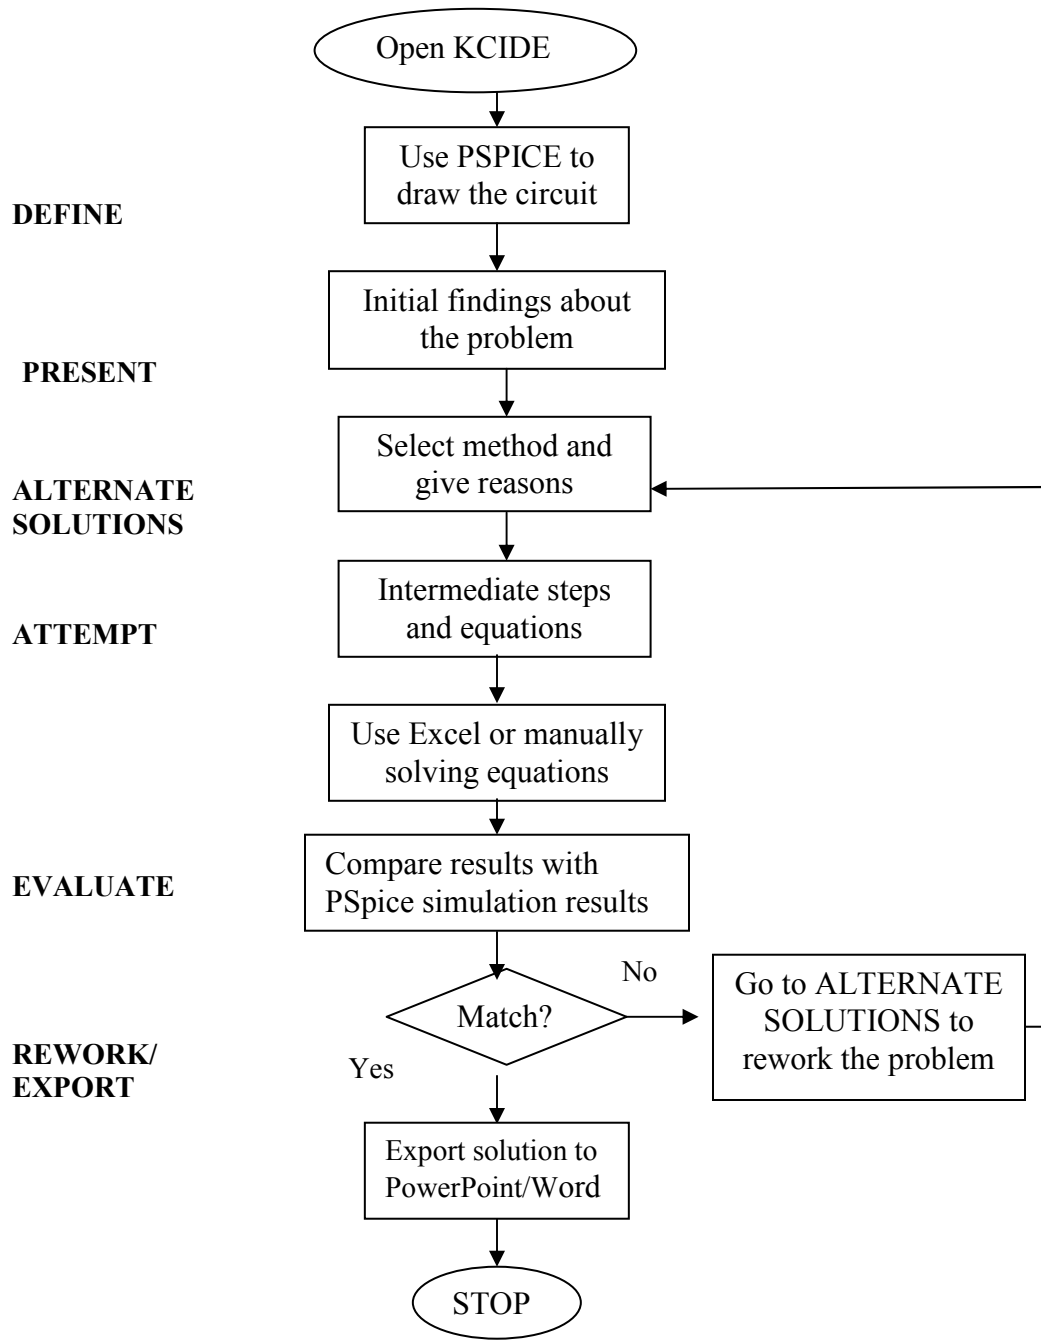 Open KCIDE
Use PSPICE to
draw the circuit
DEFINE
Initial findings about
the problem
PRESENT
Select method and
give reasons
ALTERNATE
SOLUTIONS
Intermediate steps
and equations
ATTEMPT
Use Excel or manually
solving equations
Compare results with
PSpice simulation results
EVALUATE
Match?
No
Go to ALTERNATE
SOLUTIONS to
rework the problem
REWORK/
EXPORT
Yes
Export solution to
PowerPoint/Word
STOP